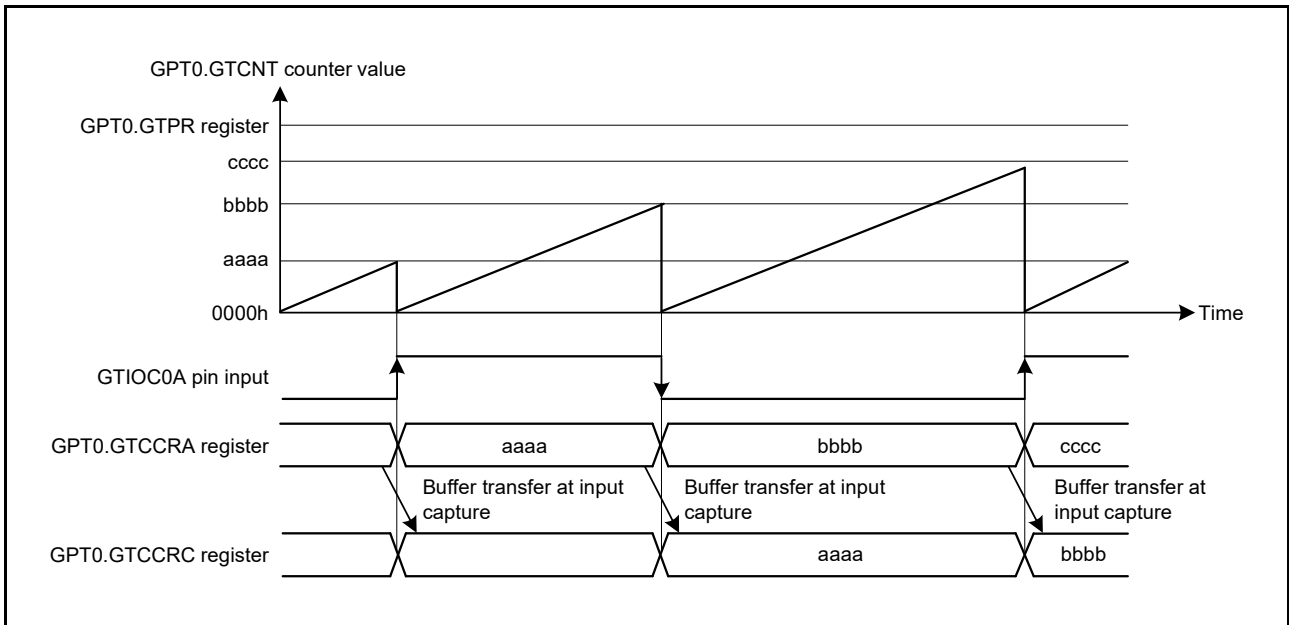 GPT0.GTCNT counter value
GPT0.GTPR register
cccc
bbbb
aaaa
0000h
Time
GTIOC0A pin input
GPT0.GTCCRA register
aaaa
bbbb
cccc
Buffer transfer at input
capture
Buffer transfer at input
capture
Buffer transfer at
input capture
GPT0.GTCCRC register
aaaa
bbbb